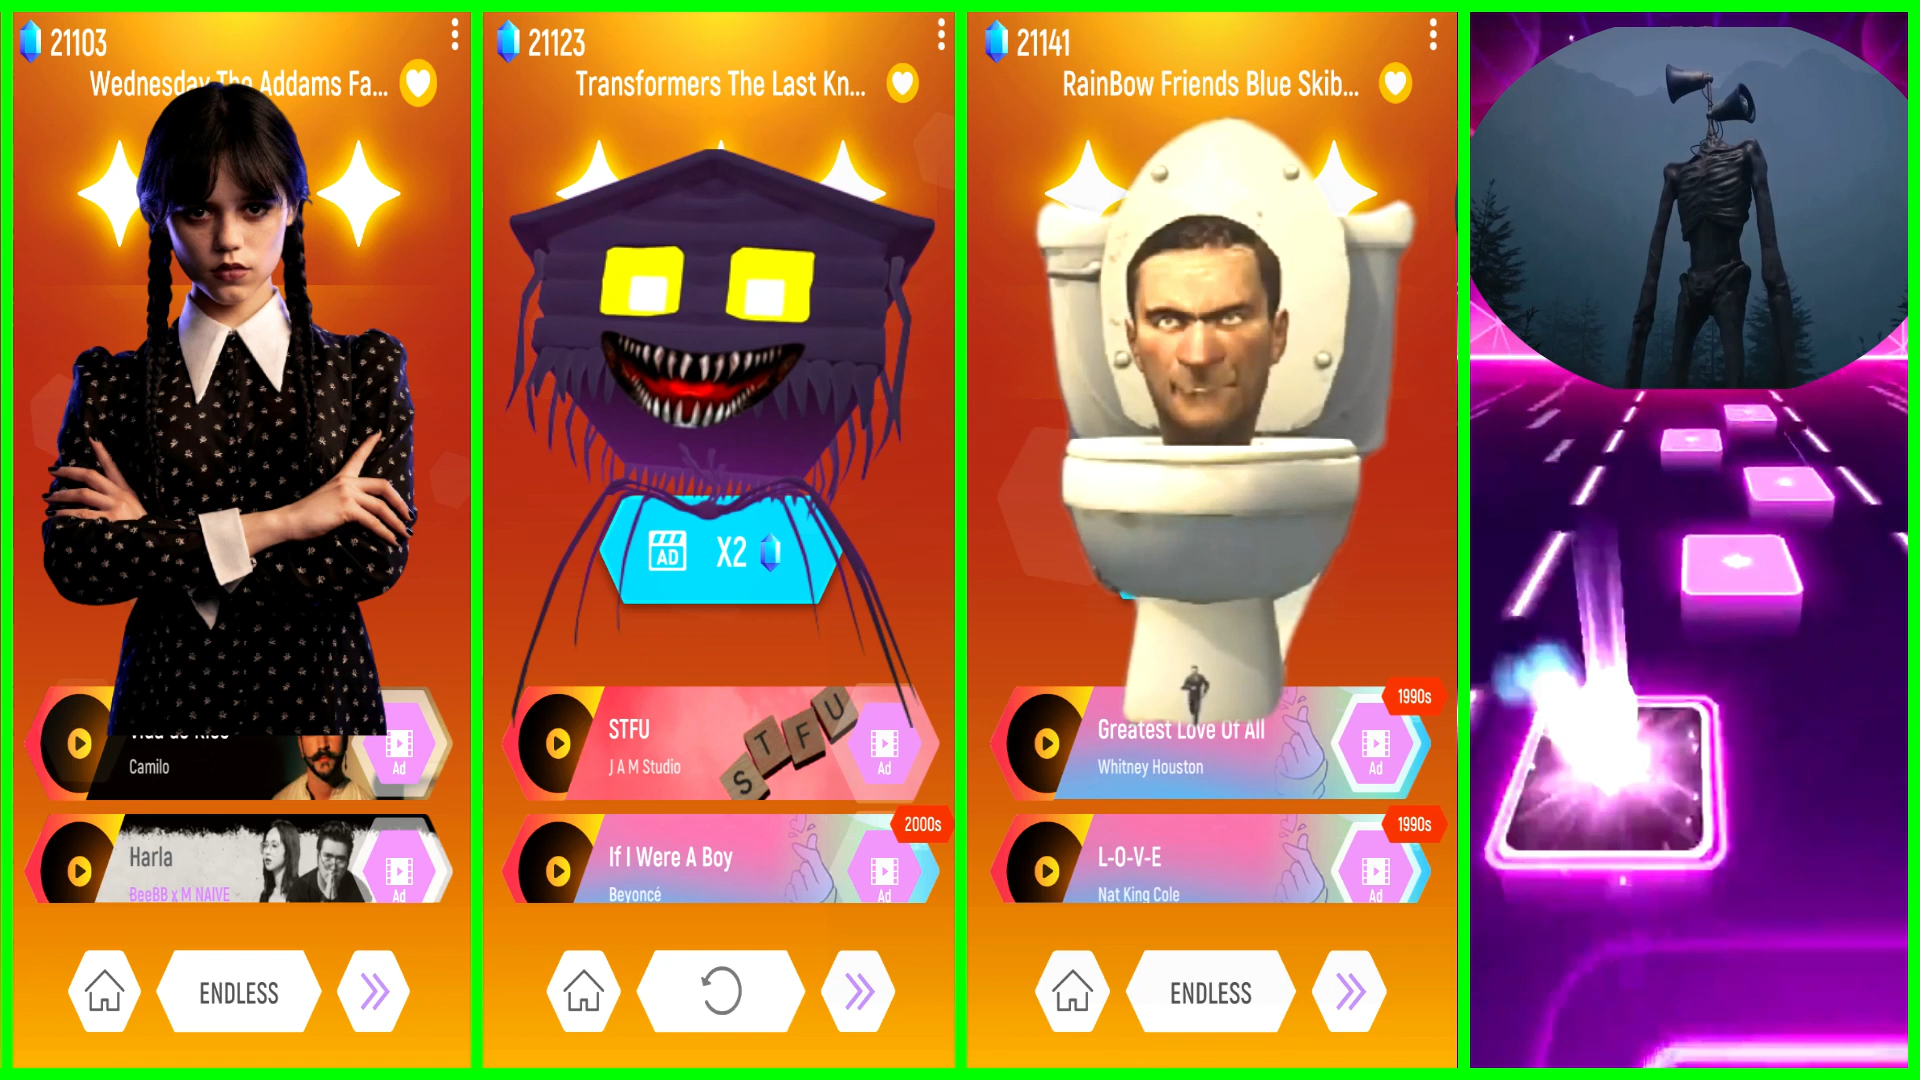 21103
Wednesday The Addams Fa...
Camilo
Ad
Harla
BeeBB x M NAIVE
Ad
ENDLESS
21123
Transformers The Last Kn...
AD X2
STFU
J A M Studio
S T F U
Ad
2000s
If I Were A Boy
Beyoncé
Ad
21141
RainBow Friends Blue Skib...
1990s
Greatest Love Of All
Whitney Houston
Ad
1990s
L-O-V-E
Nat King Cole
Ad
ENDLESS